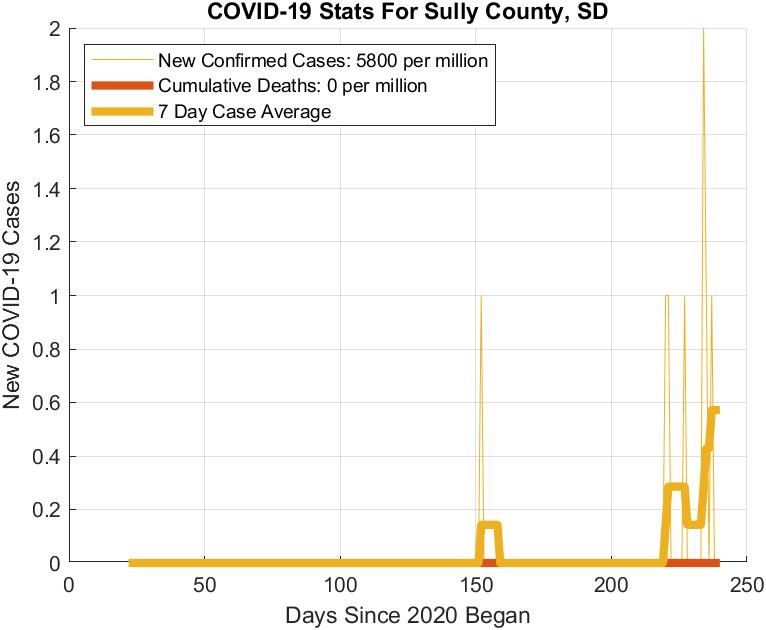 COVID-19 Stats For Sully County, SD
2
1.8
1.6
1.4
1.2
1
0.8
0.6
0.4
0.2
0
New COVID-19 Cases
New Confirmed Cases: 5800 per million
Cumulative Deaths: 0 per million
7 Day Case Average
0 50 100 150 200 250
Days Since 2020 Began